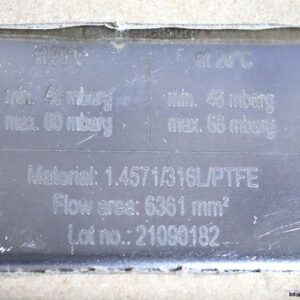 at 20°C
min. 48 mbarg min. 48 mbarg
max. 60 mbarg max. 68 mbarg
Material: 1.4571/316L/PTFE
Flow area: 6361 mm²
Lot no.: 21090182